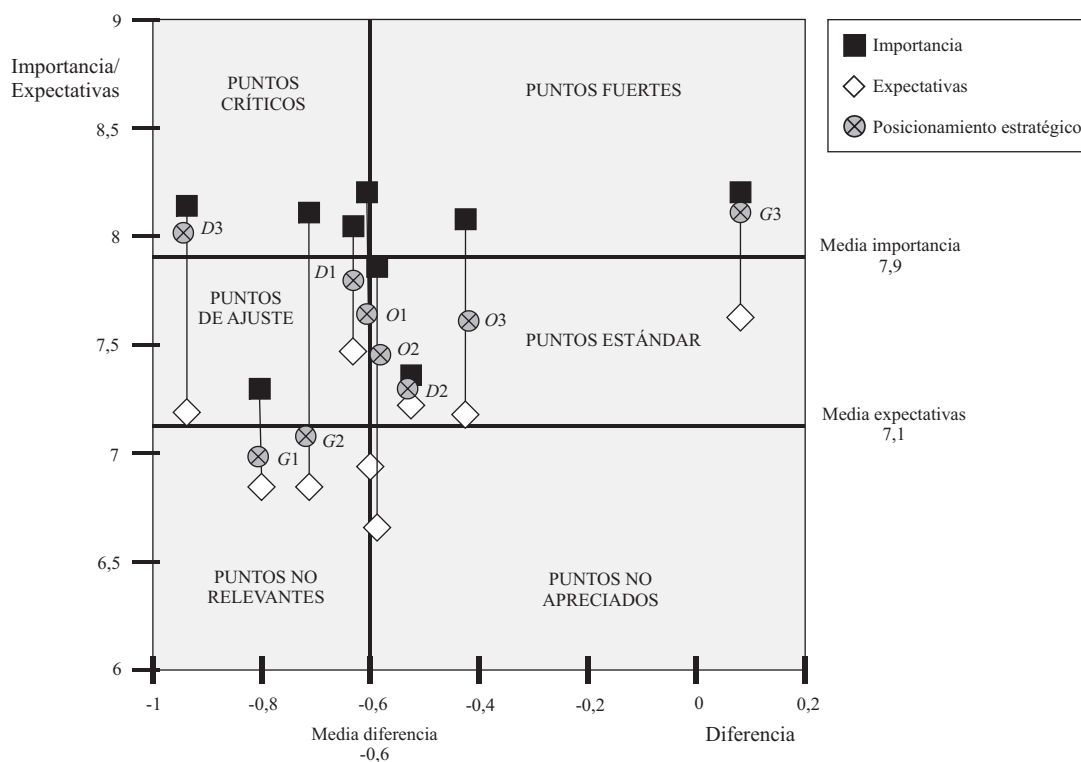 Importancia/
Expectativas
9
8,5
8
7,5
7
6,5
6
PUNTOS
CRÍTICOS
PUNTOS FUERTES
PUNTOS
DE AJUSTE
PUNTOS ESTÁNDAR
PUNTOS NO
RELEVANTES
PUNTOS NO
APRECIADOS
D3
D1
O1
O2
O3
D2
G1
G2
G3
Importancia
Expectativas
Posicionamiento estratégico
Media importancia
7,9
Media expectativas
7,1
-1
-0,8
-0,6
-0,4
-0,2
0
0,2
Media diferencia
-0,6
Diferencia